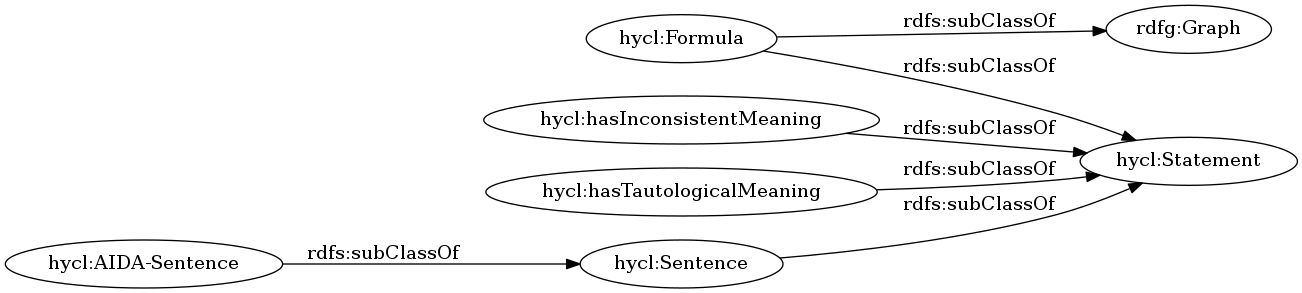 hycl:Formula
rdfs:subClassOf
rdfg:Graph
rdfs:subClassOf
hycl:hasInconsistentMeaning
rdfs:subClassOf
hycl:Statement
rdfs:subClassOf
hycl:hasTautologicalMeaning
rdfs:subClassOf
hycl:AIDA-Sentence
rdfs:subClassOf
hycl:Sentence